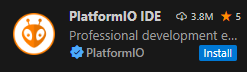 PlatformIO IDE 3.8M 5
Professional development e...
PlatformIO Install